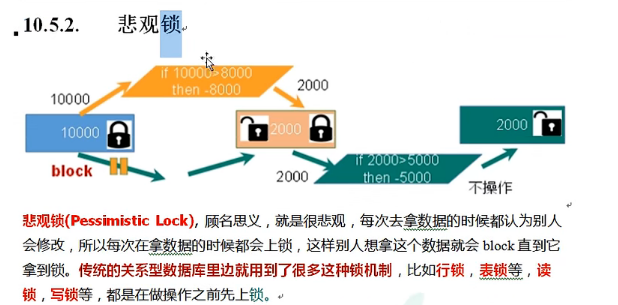 10.5.2. 悲观锁
if 10000>8000
then -8000
10000
2000
10000
2000
2000
block
if 2000>5000
then -5000
2000
不操作
悲观锁(Pessimistic Lock), 顾名思义，就是很悲观，每次去拿数据的时候都认为别人
会修改，所以每次在拿数据的时候都会上锁，这样别人想拿这个数据就会 block 直到它
拿到锁。传统的关系型数据库里边就用到了很多这种锁机制，比如行锁，表锁等，读
锁，写锁等，都是在做操作之前先上锁。